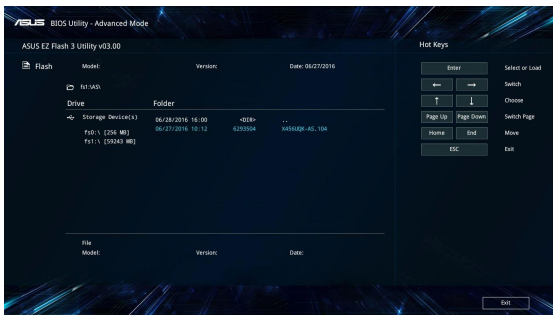 ASUS BIOS Utility - Advanced Mode
ASUS EZ Flash 3 Utility v03.00
Hot Keys
Flash Model: Version: Date: 06/27/2016
fs1:\AS\
Drive Folder
Storage Device(s)
fs0:\ [256 MB]
fs1:\ [59243 MB]
06/28/2016 16:00 <DIR> ..
06/27/2016 10:12 6293504 X456UQK-AS.104
File
Model: Version: Date:
Enter Select or Load
← → Switch
↑ ↓ Choose
Page Up Page Down Switch Page
Home End Move
ESC Exit
Exit